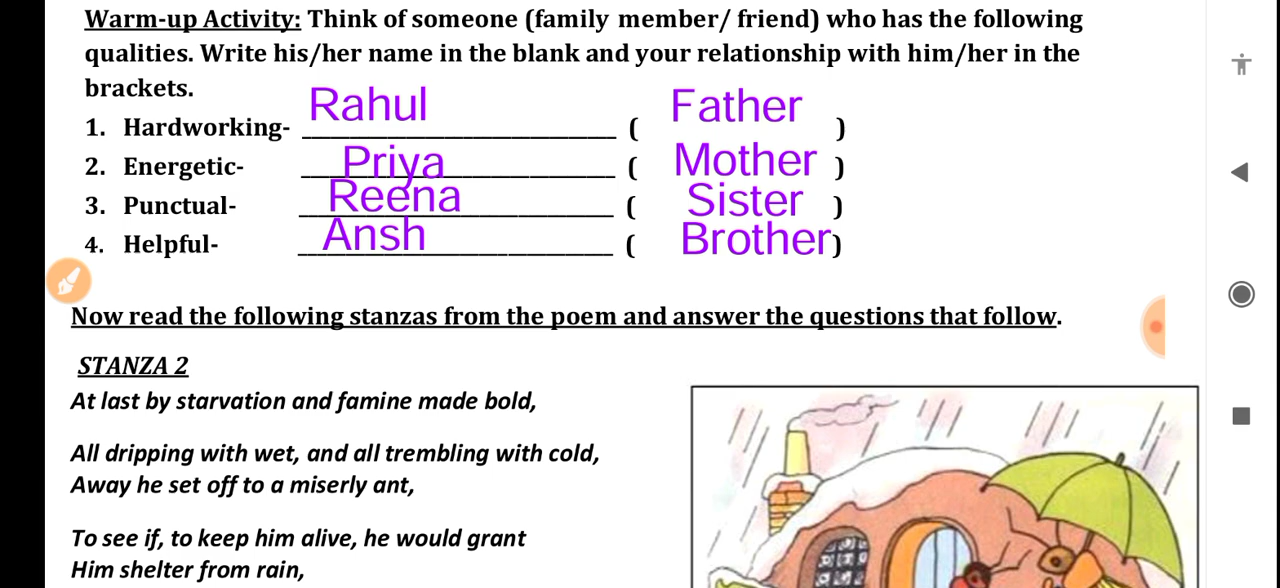 Warm-up Activity: Think of someone (family member/ friend) who has the following
qualities. Write his/her name in the blank and your relationship with him/her in the
brackets.
1. Hardworking- Rahul ( Father )
2. Energetic- Priya ( Mother )
3. Punctual- Reena ( Sister )
4. Helpful- Ansh ( Brother)
Now read the following stanzas from the poem and answer the questions that follow.
STANZA 2
At last by starvation and famine made bold,
All dripping with wet, and all trembling with cold,
Away he set off to a miserly ant,
To see if, to keep him alive, he would grant
Him shelter from rain,